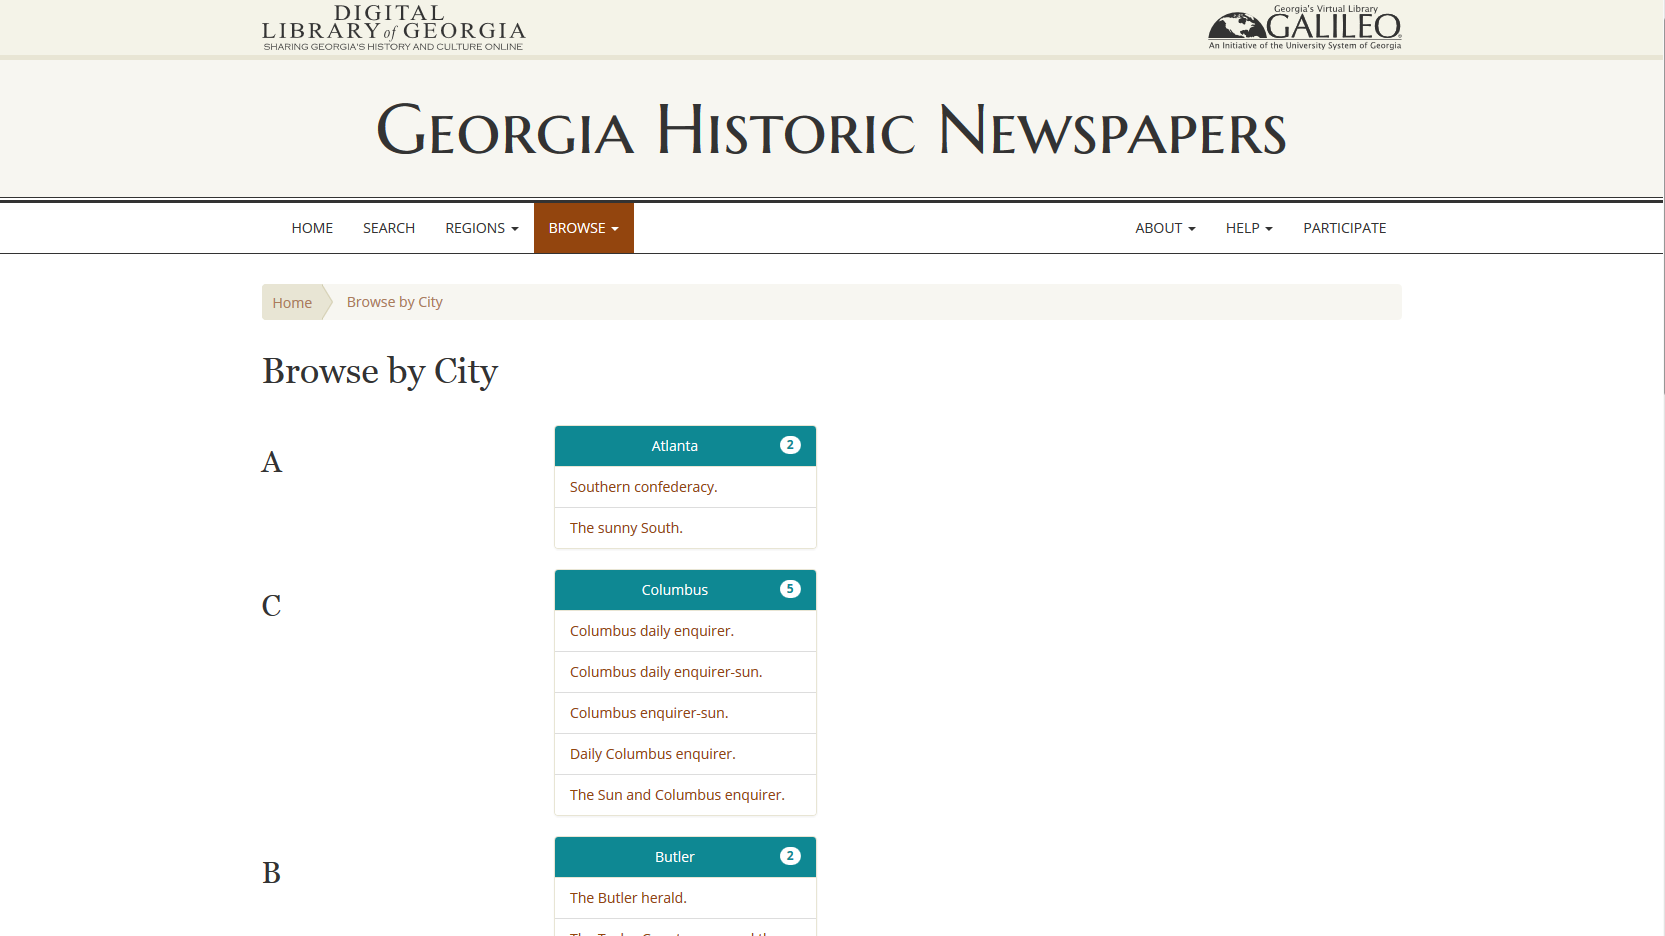 DIGITAL
LIBRARY of GEORGIA
SHARING GEORGIA'S HISTORY AND CULTURE ONLINE
Georgia's Virtual Library
GALILEO®
An Initiative of the University System of Georgia
GEORGIA HISTORIC NEWSPAPERS
HOME SEARCH REGIONS BROWSE ABOUT HELP PARTICIPATE
Home Browse by City
Browse by City
A
Atlanta 2
Southern confederacy.
The sunny South.
C
Columbus 5
Columbus daily enquirer.
Columbus daily enquirer-sun.
Columbus enquirer-sun.
Daily Columbus enquirer.
The Sun and Columbus enquirer.
B
Butler 2
The Butler herald.